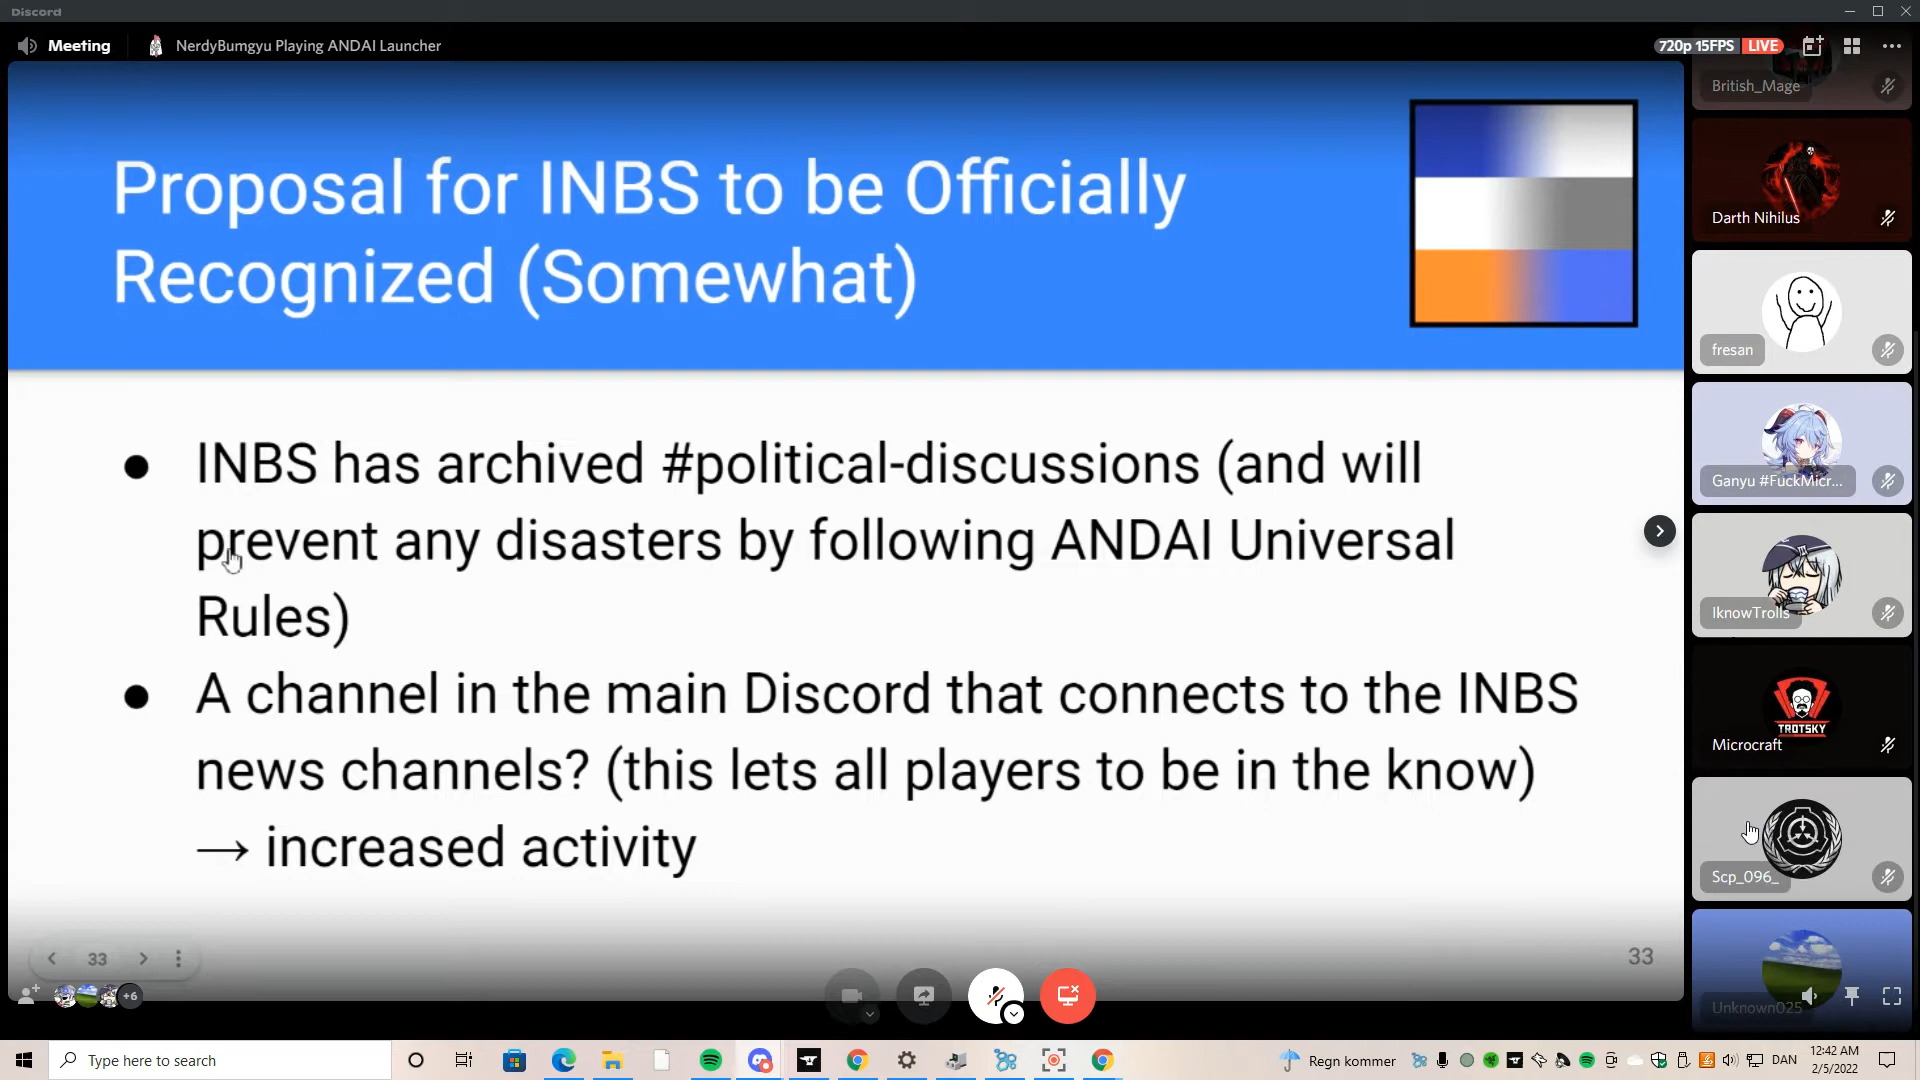 Discord
Meeting
NerdyBumgyu Playing ANDAI Launcher
720p 15FPS LIVE
Proposal for INBS to be Officially
Recognized (Somewhat)
● INBS has archived #political-discussions (and will
prevent any disasters by following ANDAI Universal
Rules)
● A channel in the main Discord that connects to the INBS
news channels? (this lets all players to be in the know)
→ increased activity
33
33
+6
British_Mage
Darth Nihilus
fresan
Ganyu #FuckMicr...
IknowTrolls
TROTSKY
Microcraft
Scp_096_
Unknown025
Type here to search
Regn kommer
DAN
12:42 AM
2/5/2022